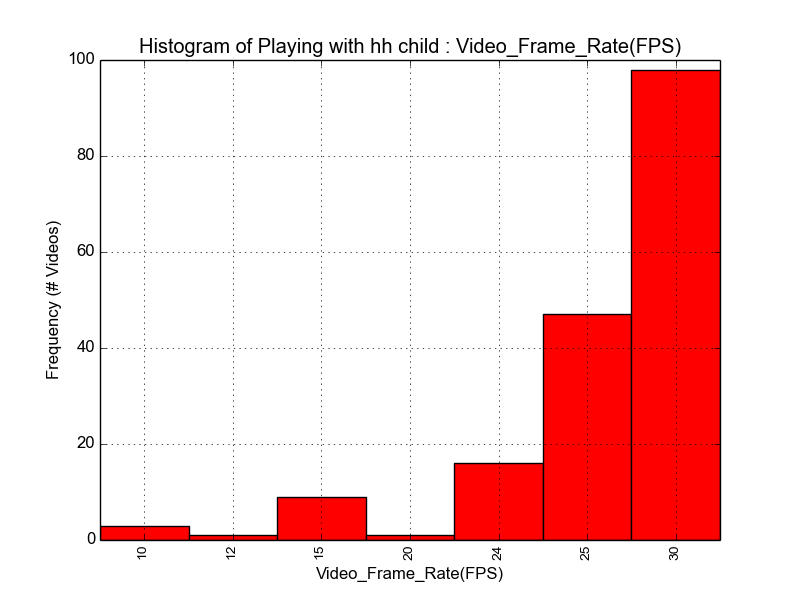 Histogram of Playing with hh child : Video_Frame_Rate(FPS)
100
80
60
40
20
0
Frequency (# Videos)
10 12 15 20 24 25 30
Video_Frame_Rate(FPS)